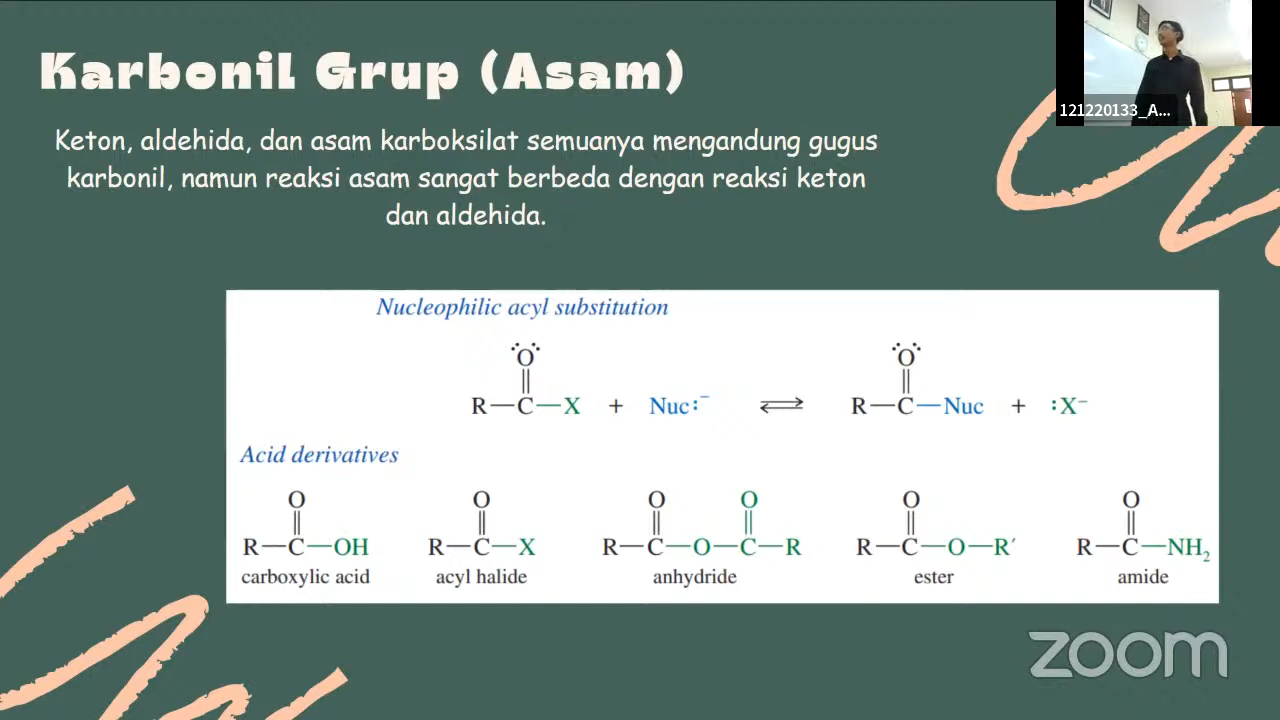 Karbonil Grup (Asam)
121220133_A...
Keton, aldehida, dan asam karboksilat semuanya mengandung gugus
karbonil, namun reaksi asam sangat berbeda dengan reaksi keton
dan aldehida.
Nucleophilic acyl substitution
O O
R—C—X + Nuc:⁻ ⇌ R—C—Nuc + :X⁻
Acid derivatives
O O O O O O
R—C—OH R—C—X R—C—O—C—R R—C—O—R′ R—C—NH₂
carboxylic acid acyl halide anhydride ester amide
zoom